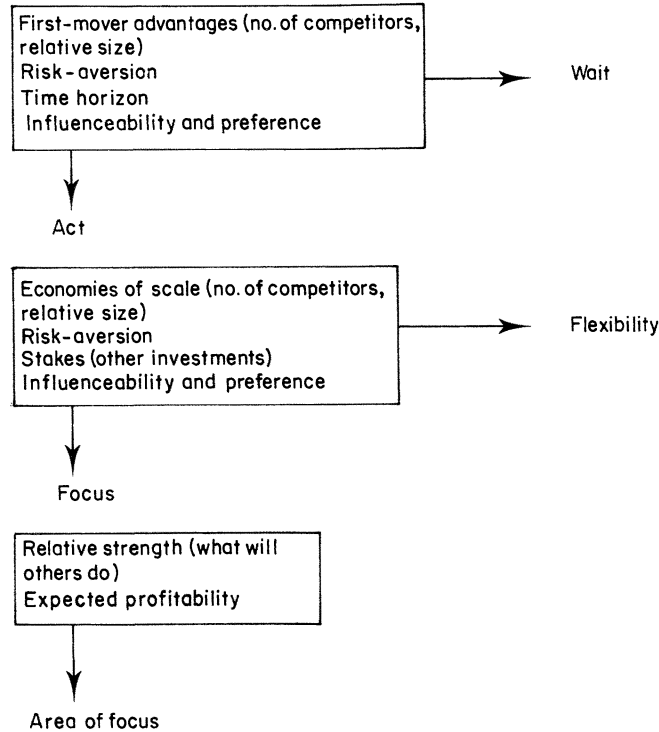 First-mover advantages (no. of competitors,
relative size)
Risk-aversion
Time horizon
Influenceability and preference
Wait
Act
Economies of scale (no. of competitors,
relative size)
Risk-aversion
Stakes (other investments)
Influenceability and preference
Flexibility
Focus
Relative strength (what will
others do)
Expected profitability
Area of focus